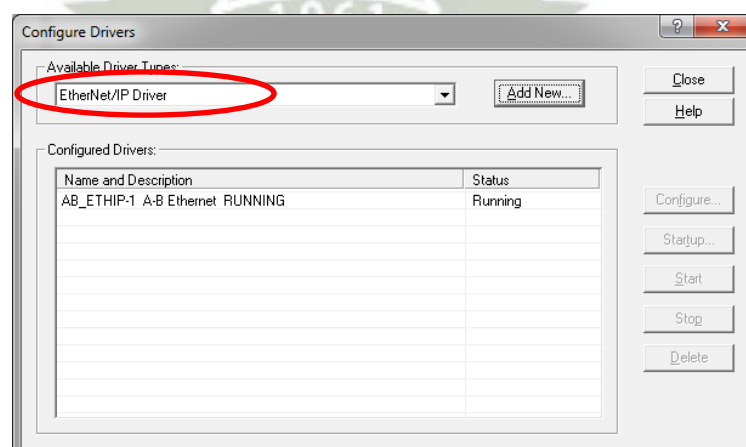 1961
Configure Drivers
Available Driver Types:
EtherNet/IP Driver
Add New...
Close
Help
Configured Drivers:
Name and Description Status
AB_ETHIP-1 A-B Ethernet RUNNING Running
Configure...
Startup...
Start
Stop
Delete